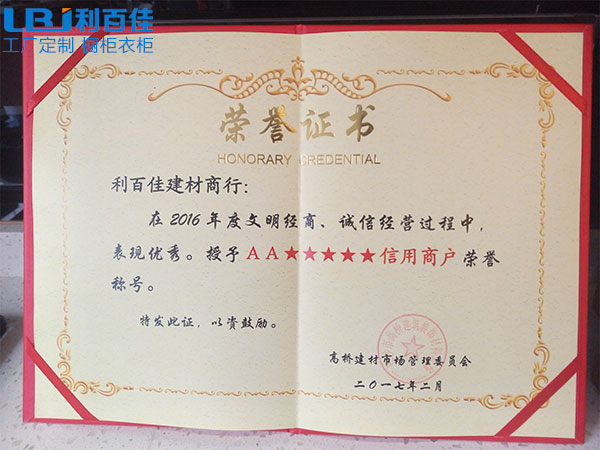 LBJ利百佳
工厂定制 橱柜衣柜
荣誉证书
HONORARY CREDENTIAL
利百佳建材商行:
在2016年度文明经商、诚信经营过程中,
表现优秀。授予AA★★★★★信用商户荣誉
称号。
特发此证,以资鼓励。
高桥建材市场管理委员会
二〇一七年二月